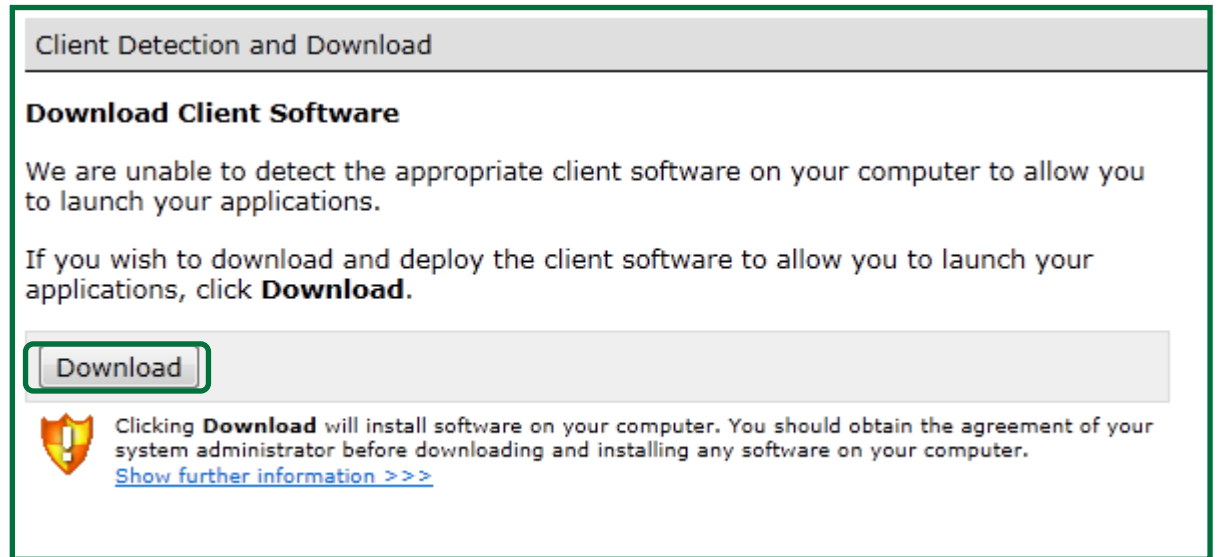 Client Detection and Download
Download Client Software
We are unable to detect the appropriate client software on your computer to allow you
to launch your applications.
If you wish to download and deploy the client software to allow you to launch your
applications, click Download.
Download
Clicking Download will install software on your computer. You should obtain the agreement of your
system administrator before downloading and installing any software on your computer.
Show further information >>>